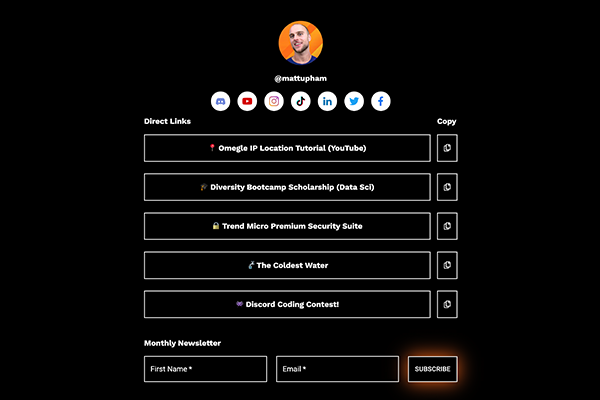 @mattupham
Direct Links
Copy
📍 Omegle IP Location Tutorial (YouTube)
🎓 Diversity Bootcamp Scholarship (Data Sci)
🔒 Trend Micro Premium Security Suite
The Coldest Water
👾 Discord Coding Contest!
Monthly Newsletter
First Name *
Email *
SUBSCRIBE